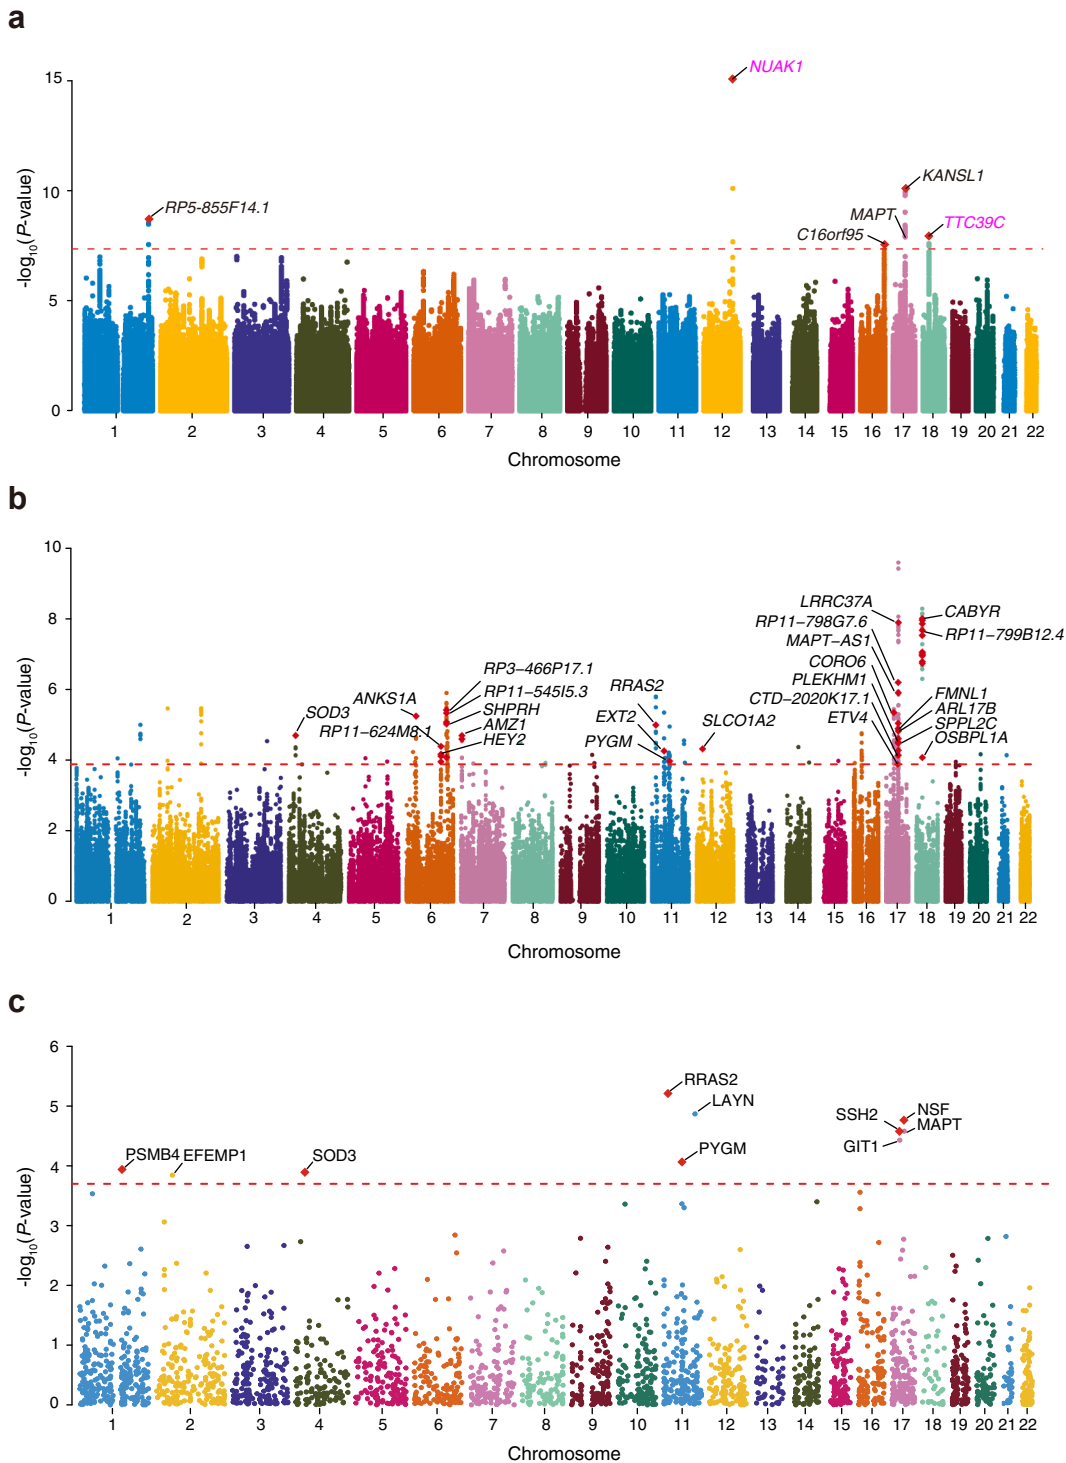 a
15
NUAK1
10
KANSL1
RP5-855F14.1
MAPT
TTC39C
C16orf95
5
0
-log10(P-value)
1 2 3 4 5 6 7 8 9 10 11 12 13 14 15 16 17 18 19 20 21 22
Chromosome
b
10
8
LRRC37A
CABYR
RP11−798G7.6
RP11−799B12.4
MAPT−AS1
CORO6
RP3−466P17.1
PLEKHM1
RRAS2
RP11−545I5.3
FMNL1
6
ANKS1A
CTD−2020K17.1
SHPRH
ARL17B
SOD3
EXT2
SLCO1A2
ETV4
AMZ1
SPPL2C
RP11−624M8.1
HEY2
PYGM
OSBPL1A
4
2
0
-log10(P-value)
1 2 3 4 5 6 7 8 9 10 11 12 13 14 15 16 17 18 19 20 21 22
Chromosome
c
6
RRAS2
5
LAYN
SSH2
NSF
MAPT
GIT1
PSMB4
EFEMP1
SOD3
PYGM
4
3
2
1
0
-log10(P-value)
1 2 3 4 5 6 7 8 9 10 11 12 13 14 15 16 17 18 19 20 21 22
Chromosome